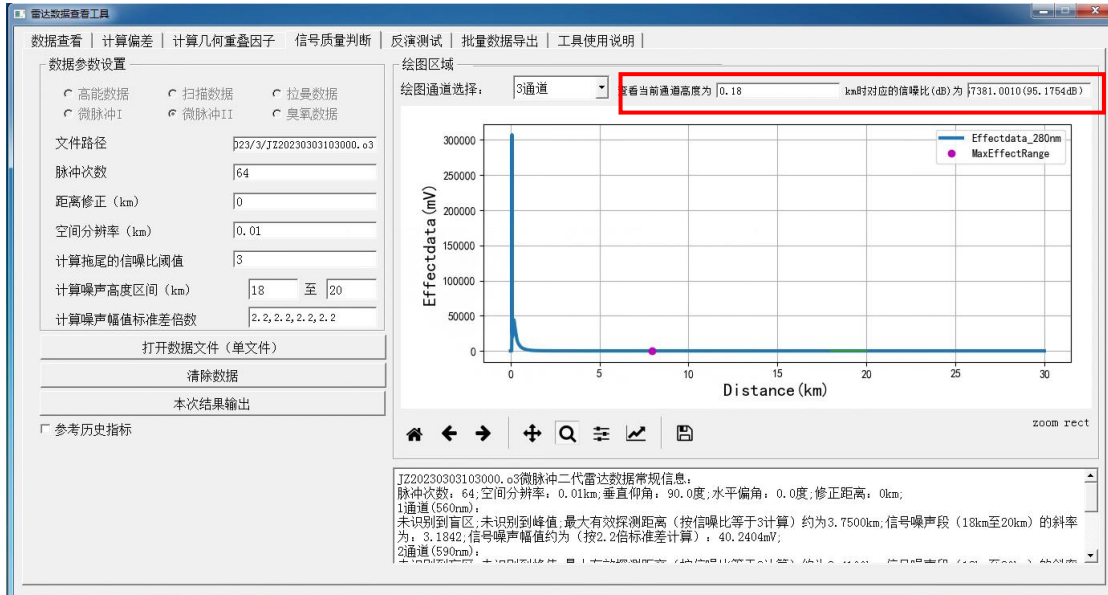 雷达数据查看工具
数据查看 | 计算偏差 | 计算几何重叠因子 信号质量判断 | 反演测试 | 批量数据导出 | 工具使用说明 |
数据参数设置
高能数据 扫描数据 拉曼数据
微脉冲I 微脉冲II 臭氧数据
文件路径 023/3/JZ20230303103000.o3
脉冲次数 64
距离修正（km） 0
空间分辨率（km） 0.01
计算拖尾的信噪比阈值 3
计算噪声高度区间（km） 18 至 20
计算噪声幅值标准差倍数 2.2,2.2,2.2,2.2
打开数据文件（单文件）
清除数据
本次结果输出
参考历史指标
绘图区域
绘图通道选择： 3通道 查看当前通道高度为 0.18 km时对应的信噪比(dB)为 7381.0010(95.1754dB)
Effectdata_280nm
MaxEffectRange
Effectdata(mV)
300000
250000
200000
150000
100000
50000
0
0 5 10 15 20 25 30
Distance(km)
zoom rect
JZ20230303103000.o3微脉冲二代雷达数据常规信息：
脉冲次数：64;空间分辨率：0.01km;垂直仰角：90.0度;水平偏角：0.0度;修正距离：0km;
1通道(560nm)：
未识别到盲区;未识别到峰值;最大有效探测距离（按信噪比等于3计算）约为3.7500km;信号噪声段（18km至20km）的斜率
为：3.1842;信号噪声幅值约为（按2.2倍标准差计算）：40.2404mV;
2通道(590nm)：